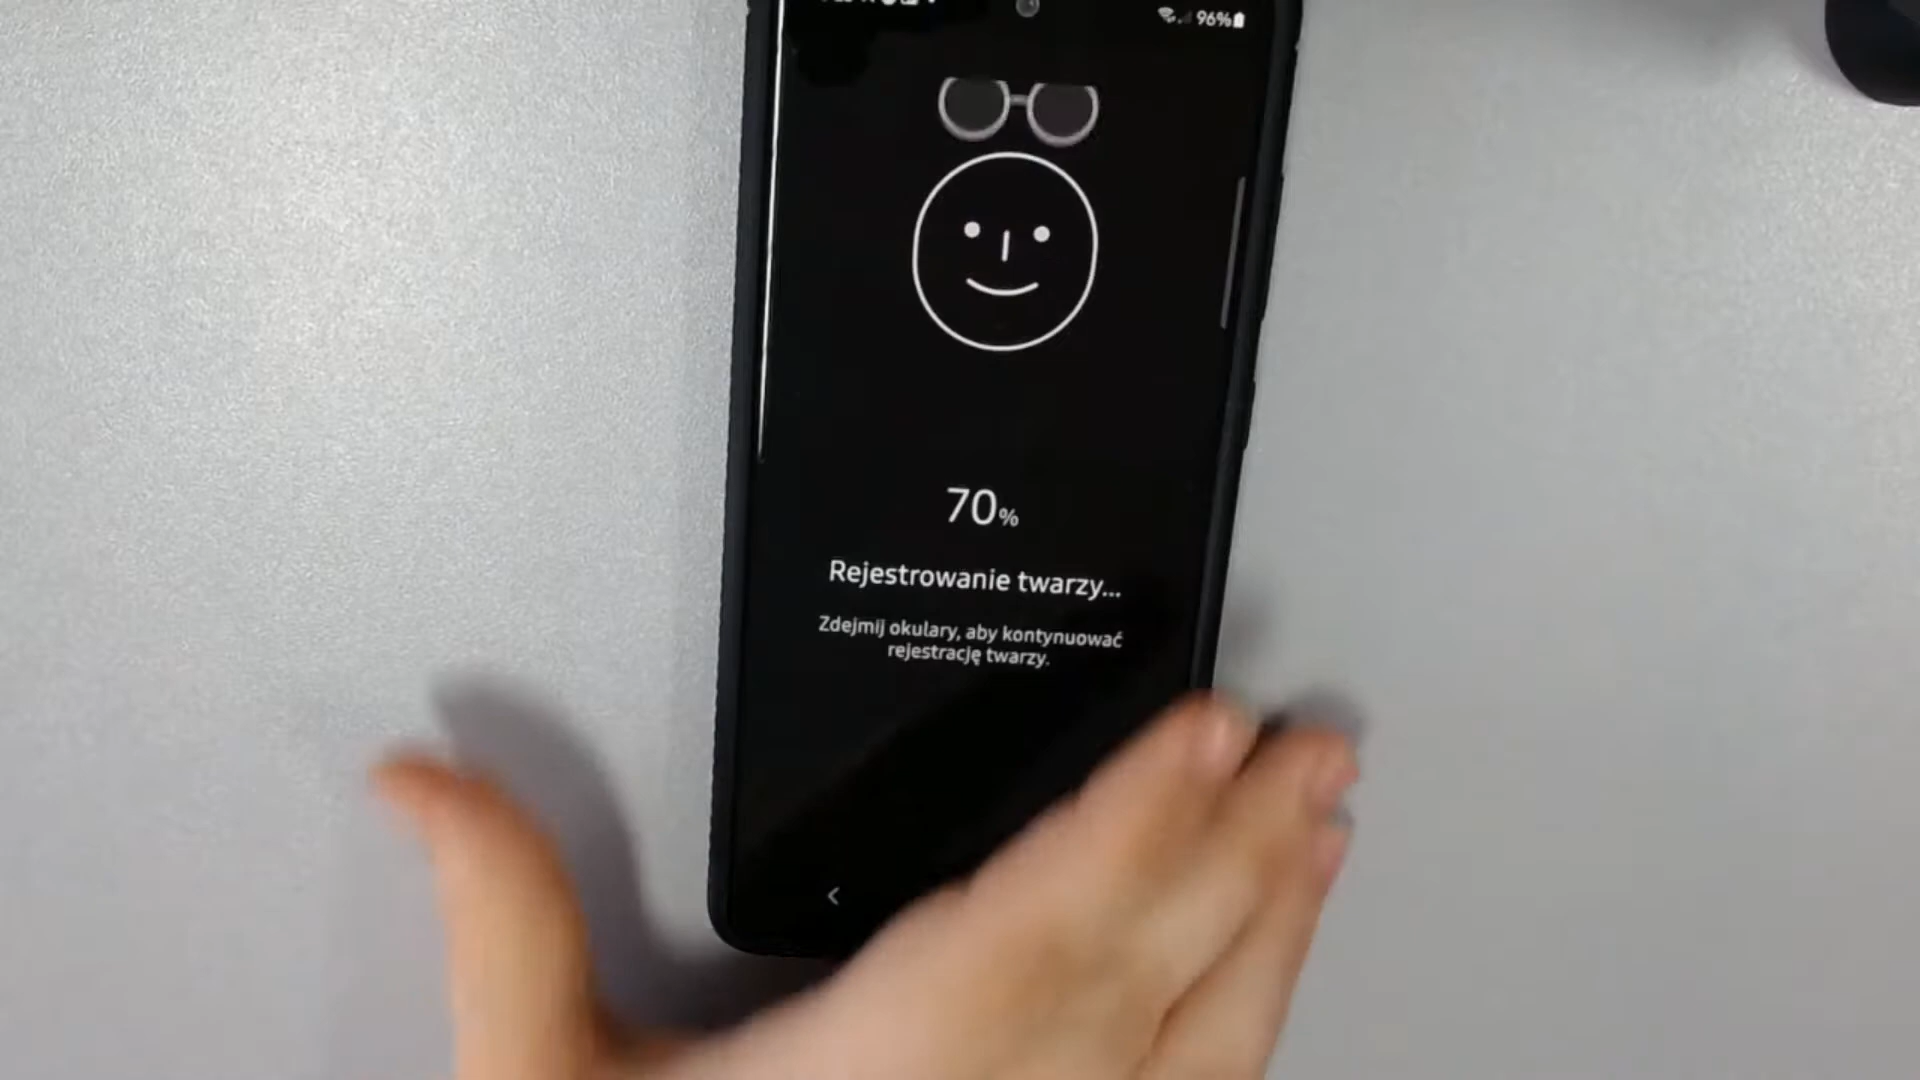 96%
70%
Rejestrowanie twarzy...
Zdejmij okulary, aby kontynuować
rejestrację twarzy.